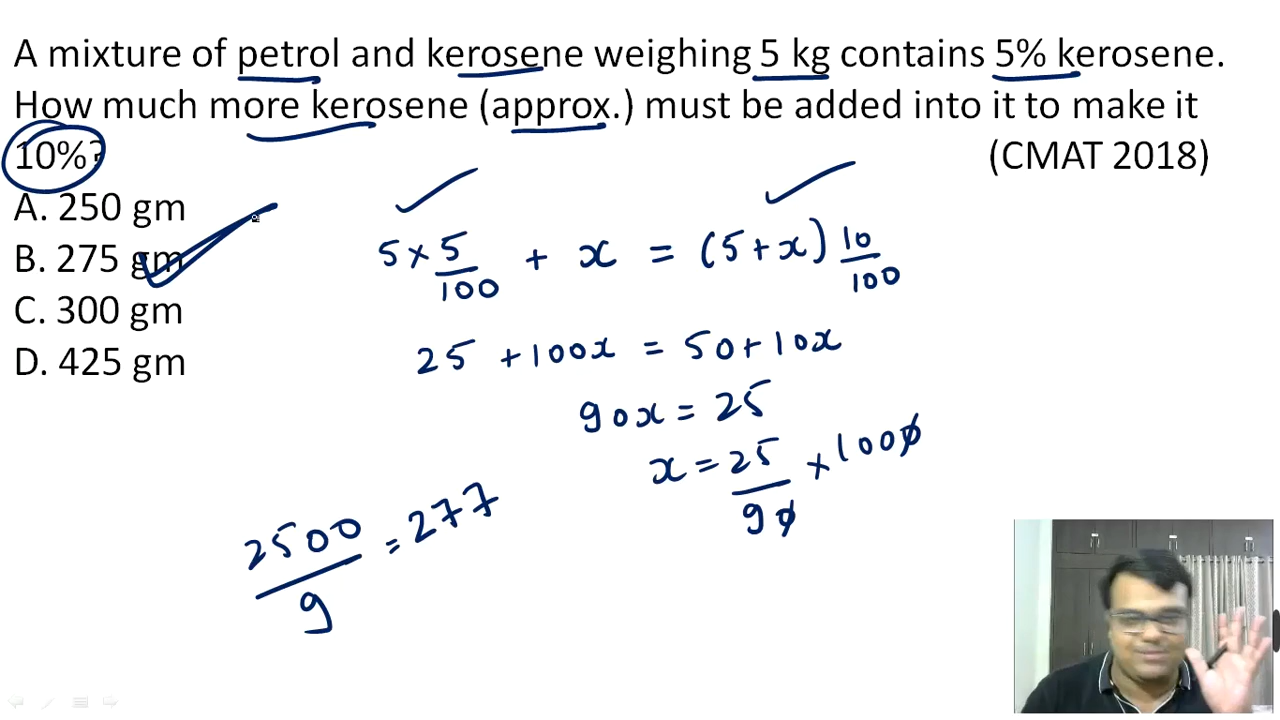 A mixture of petrol and kerosene weighing 5 kg contains 5% kerosene.
How much more kerosene (approx.) must be added into it to make it
10%? (CMAT 2018)
A. 250 gm
B. 275 gm
C. 300 gm
D. 425 gm
5 × 5/100 + x = (5+x) 10/100
25 + 100x = 50 + 10x
90x = 25
x = 25/90 × 1000
2500/9 = 277